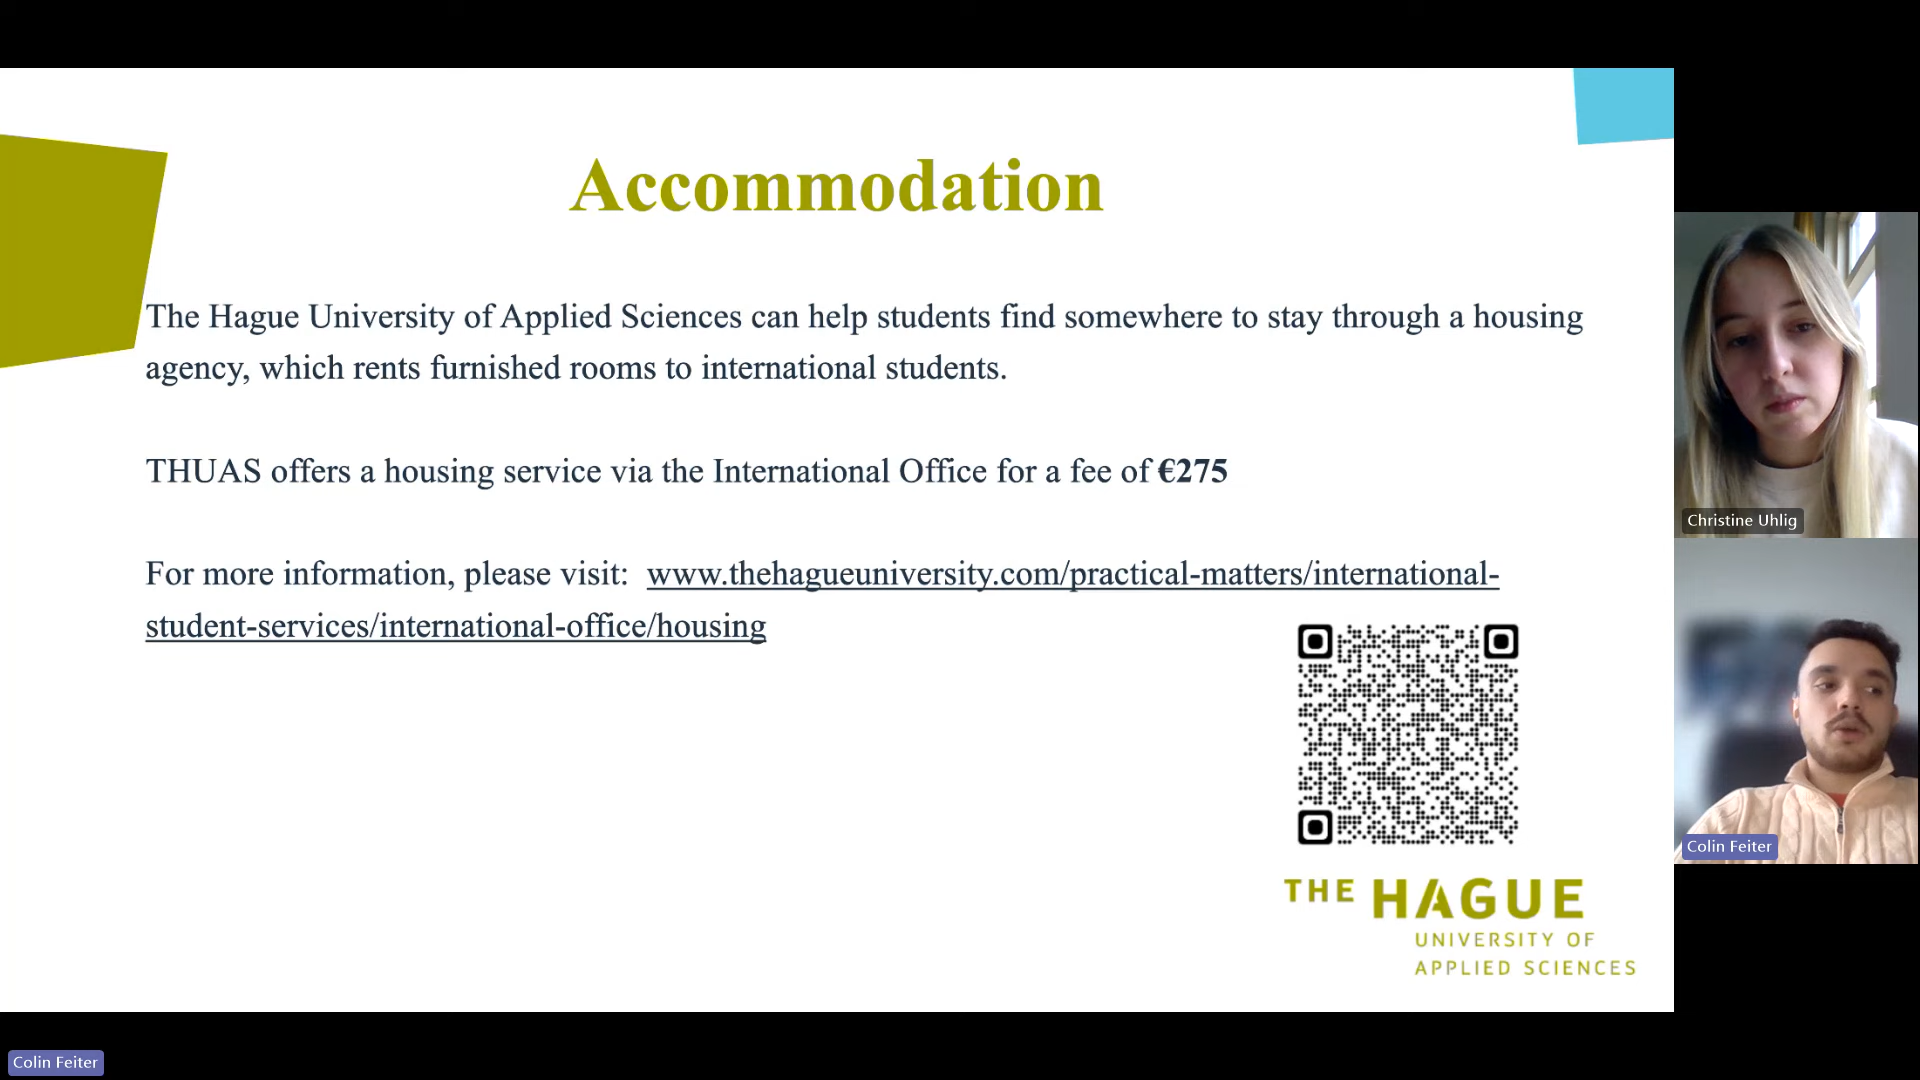 Accommodation
The Hague University of Applied Sciences can help students find somewhere to stay through a housing
agency, which rents furnished rooms to international students.
THUAS offers a housing service via the International Office for a fee of €275
For more information, please visit: www.thehagueuniversity.com/practical-matters/international-
student-services/international-office/housing
THE HAGUE
UNIVERSITY OF
APPLIED SCIENCES
Christine Uhlig
Colin Feiter
Colin Feiter